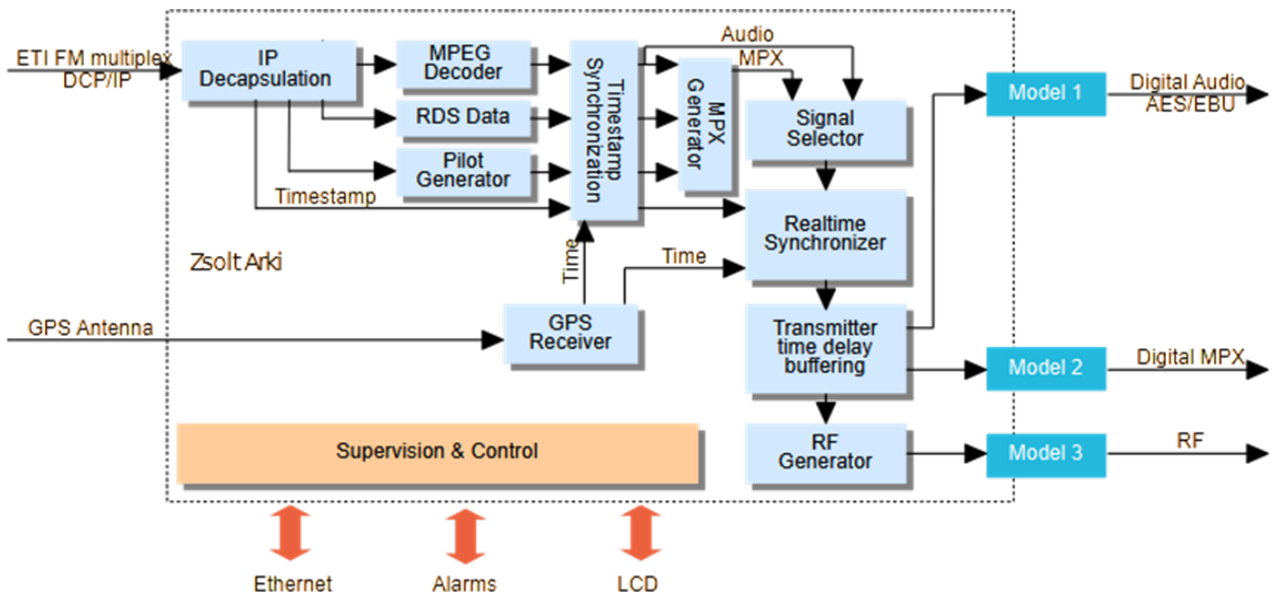 ETI FM multiplex
DCP/IP
IP
Decapsulation
MPEG
Decoder
RDS Data
Pilot
Generator
Timestamp
Timestamp
Synchronization
MPX
Generator
Audio
MPX
Signal
Selector
Realtime
Synchronizer
Time
Time
Zsolt Arki
GPS Antenna
GPS
Receiver
Transmitter
time delay
buffering
RF
Generator
Model 1
Digital Audio
AES/EBU
Model 2
Digital MPX
Model 3
RF
Supervision & Control
Ethernet
Alarms
LCD